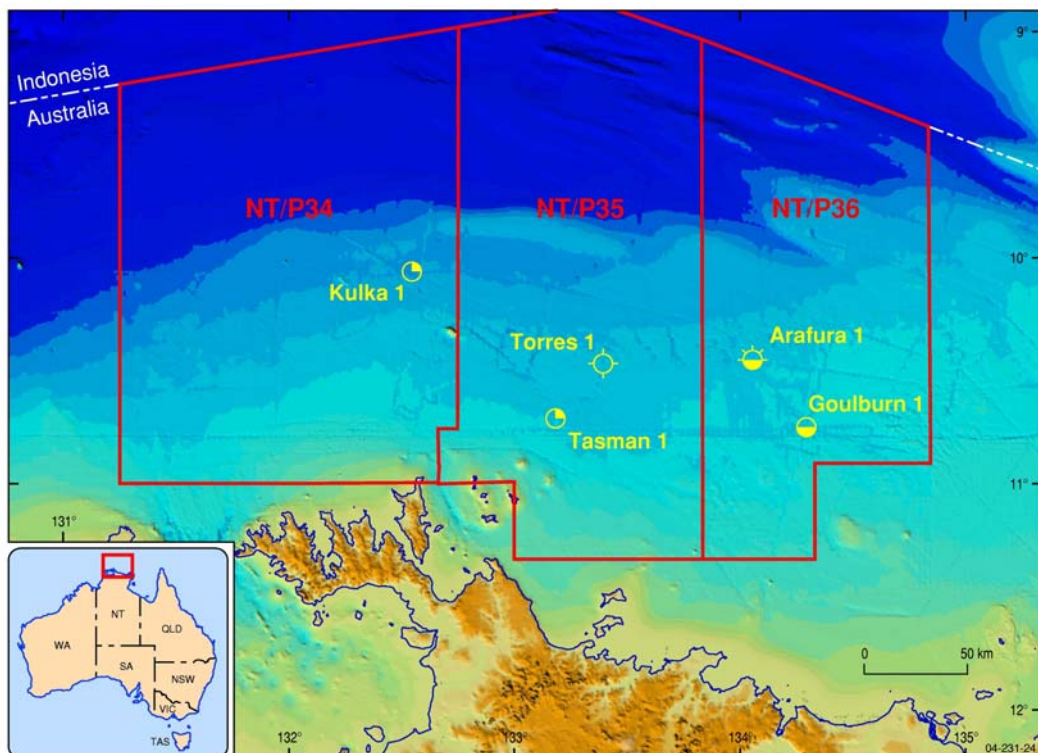 9°
Indonesia
Australia
NT/P34
NT/P35
NT/P36
10°
Kulka 1
Torres 1
Arafura 1
Goulburn 1
Tasman 1
11°
131°
NT
WA
QLD
SA
NSW
VIC
TAS
0 50 km
12°
132°
133°
134°
135°
04-231-24